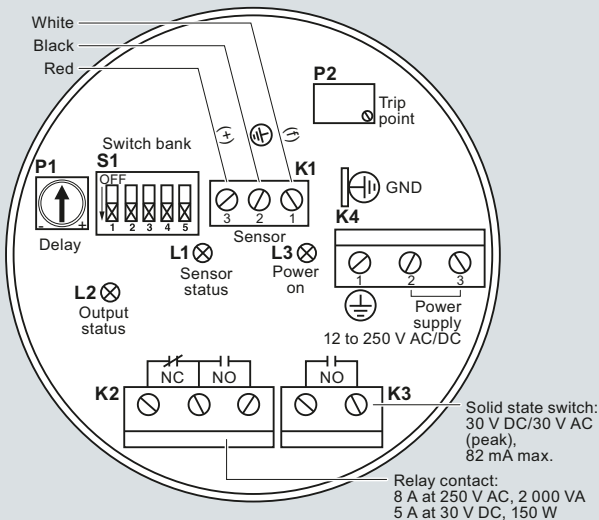 White
Black
Red
P2
Trip
point
(+)
(f)
Switch bank
P1
S1
OFF
K1
GND
K4
- +
1 2 3 4 5
3 2 1
Delay
Sensor
L1
Sensor
status
L3
Power
on
1 2 3
L2
Output
status
Power
supply
12 to 250 V AC/DC
NC NO
NO
K2
K3
Solid state switch:
30 V DC/30 V AC
(peak),
82 mA max.
Relay contact:
8 A at 250 V AC, 2 000 VA
5 A at 30 V DC, 150 W